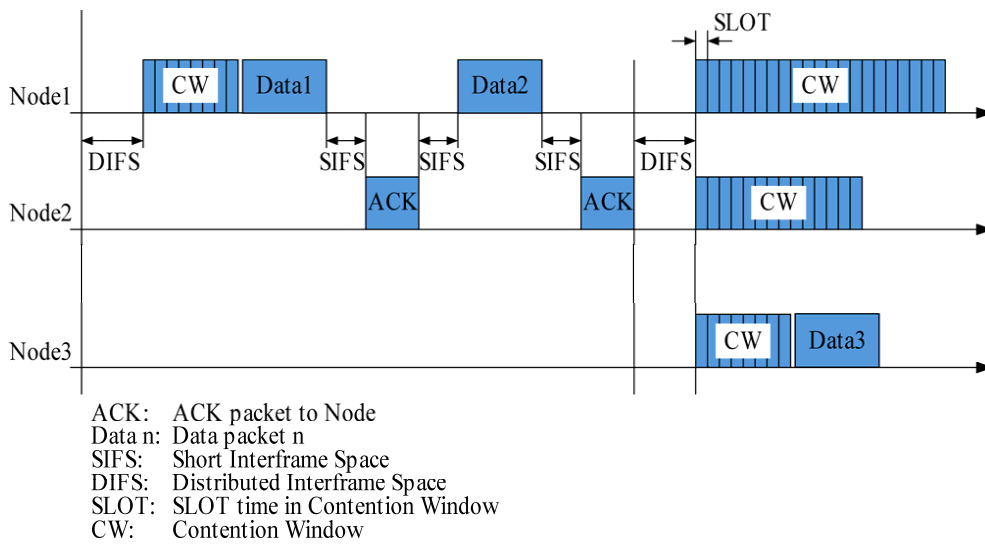 SLOT
Node1
CW
Data1
Data2
CW
DIFS
SIFS
SIFS
SIFS
DIFS
Node2
ACK
ACK
CW
Node3
CW
Data3
ACK: ACK packet to Node
Data n: Data packet n
SIFS: Short Interframe Space
DIFS: Distributed Interframe Space
SLOT: SLOT time in Contention Window
CW: Contention Window